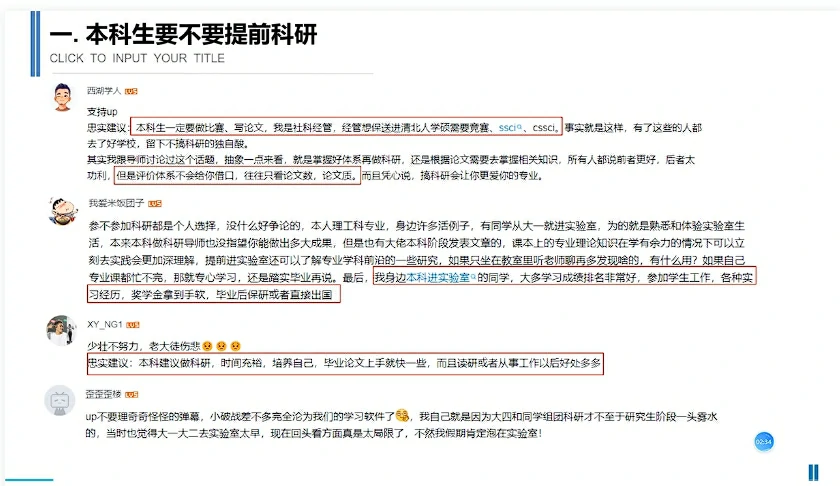 一. 本科生要不要提前科研
CLICK TO INPUT YOUR TITLE
西湖学人 LV5
支持up
忠实建议：本科生一定要做比赛、写论文，我是社科经管，经管想保送进清北人学硕需要竞赛、ssci、cssci。事实就是这样，有了这些的人都
去了好学校，留下不搞科研的独自酸。
其实我跟导师讨论过这个话题，抽象一点来看，就是掌握好体系再做科研，还是根据论文需要去掌握相关知识，所有人都说前者更好，后者太
功利，但是评价体系不会给你借口，往往只看论文数，论文质。而且凭心说，搞科研会让你更爱你的专业。
我爱米饭团子 LV5
参不参加科研都是个人选择，没什么好争论的，本人理工科专业，身边许多活例子，有同学从大一就进实验室，为的就是熟悉和体验实验室生
活，本来本科做科研导师也没指望你能做出多大成果，但是也有大佬本科阶段发表文章的，课本上的专业理论知识在学有余力的情况下可以立
刻去实践会更加深理解，提前进实验室还可以了解专业学科前沿的一些研究，如果只坐在教室里听老师聊再多发现啥的，有什么用？如果自己
专业课都忙不完，那就专心学习，还是踏实毕业再说。最后，我身边本科进实验室的同学，大多学习成绩排名非常好，参加学生工作，各种实
习经历，奖学金拿到手软，毕业后保研或者直接出国
XY_NG1 LV5
少壮不努力，老大徒伤悲😡😡😡
忠实建议：本科建议做科研，时间充裕，培养自己，毕业论文上手就快一些，而且读研或者从事工作以后好处多多
歪歪歪楼 LV5
up不要理奇奇怪怪的弹幕，小破战差不多完全沦为我们的学习软件了，我自己就是因为大四和同学组团科研才不至于研究生阶段一头雾水
的，当时也觉得大一大二去实验室太早，现在回头看方面真是太局限了，不然我假期肯定泡在实验室！
02:34